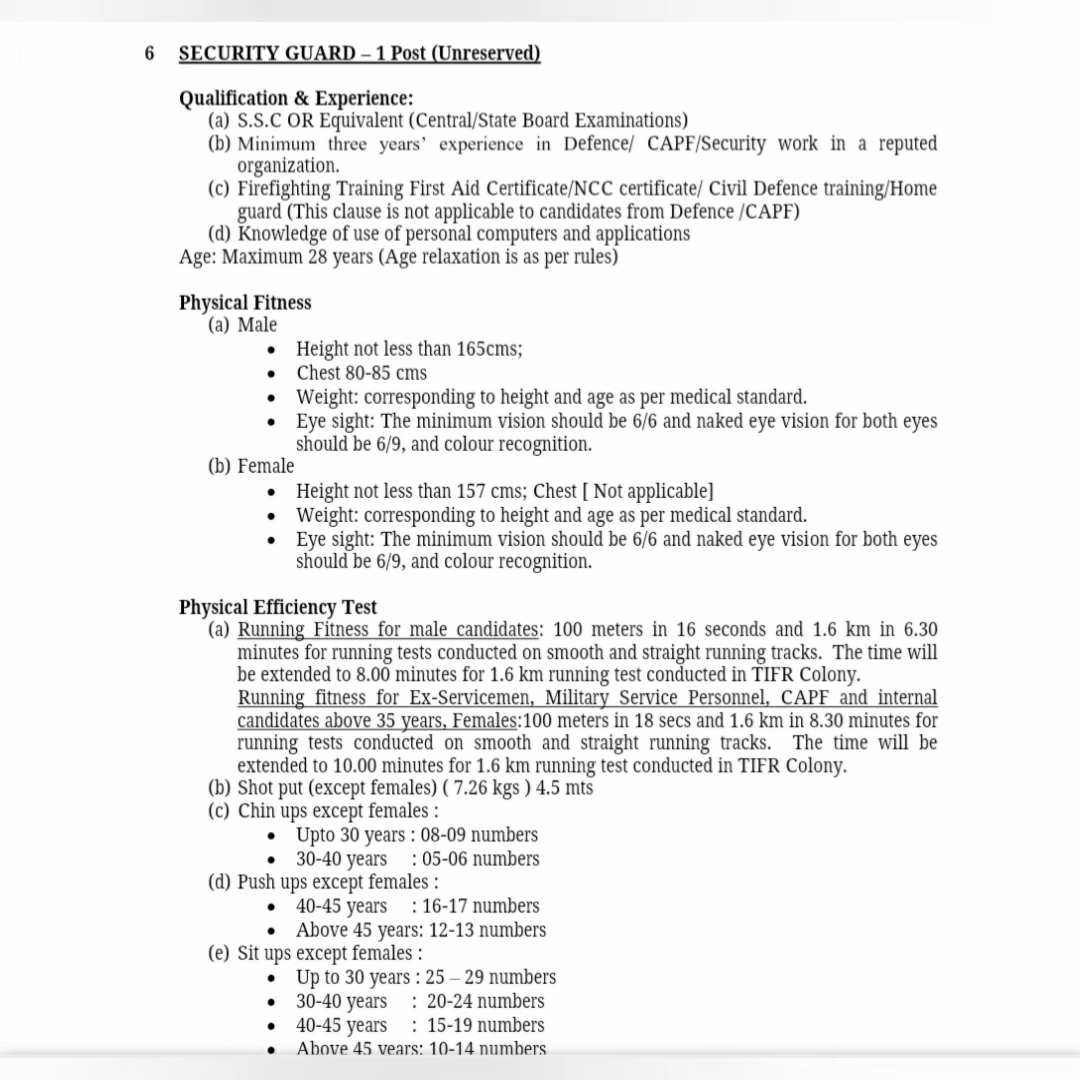 6 SECURITY GUARD – 1 Post (Unreserved)
Qualification & Experience:
(a) S.S.C OR Equivalent (Central/State Board Examinations)
(b) Minimum three years’ experience in Defence/ CAPF/Security work in a reputed
organization.
(c) Firefighting Training First Aid Certificate/NCC certificate/ Civil Defence training/Home
guard (This clause is not applicable to candidates from Defence /CAPF)
(d) Knowledge of use of personal computers and applications
Age: Maximum 28 years (Age relaxation is as per rules)
Physical Fitness
(a) Male
• Height not less than 165cms;
• Chest 80-85 cms
• Weight: corresponding to height and age as per medical standard.
• Eye sight: The minimum vision should be 6/6 and naked eye vision for both eyes
should be 6/9, and colour recognition.
(b) Female
• Height not less than 157 cms; Chest [ Not applicable]
• Weight: corresponding to height and age as per medical standard.
• Eye sight: The minimum vision should be 6/6 and naked eye vision for both eyes
should be 6/9, and colour recognition.
Physical Efficiency Test
(a) Running Fitness for male candidates: 100 meters in 16 seconds and 1.6 km in 6.30
minutes for running tests conducted on smooth and straight running tracks. The time will
be extended to 8.00 minutes for 1.6 km running test conducted in TIFR Colony.
Running fitness for Ex-Servicemen, Military Service Personnel, CAPF and internal
candidates above 35 years, Females:100 meters in 18 secs and 1.6 km in 8.30 minutes for
running tests conducted on smooth and straight running tracks. The time will be
extended to 10.00 minutes for 1.6 km running test conducted in TIFR Colony.
(b) Shot put (except females) ( 7.26 kgs ) 4.5 mts
(c) Chin ups except females :
• Upto 30 years : 08-09 numbers
• 30-40 years : 05-06 numbers
(d) Push ups except females :
• 40-45 years : 16-17 numbers
• Above 45 years: 12-13 numbers
(e) Sit ups except females :
• Up to 30 years : 25 – 29 numbers
• 30-40 years : 20-24 numbers
• 40-45 years : 15-19 numbers
• Above 45 years: 10-14 numbers